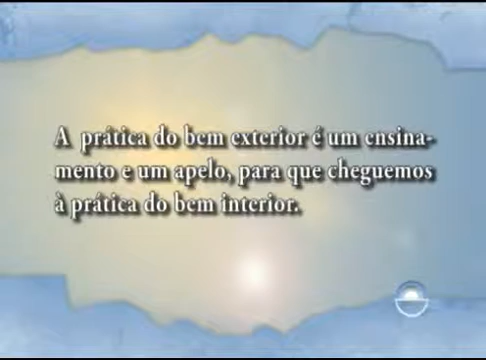 A prática do bem exterior é um ensina-
mento e um apelo, para que cheguemos
à prática do bem interior.